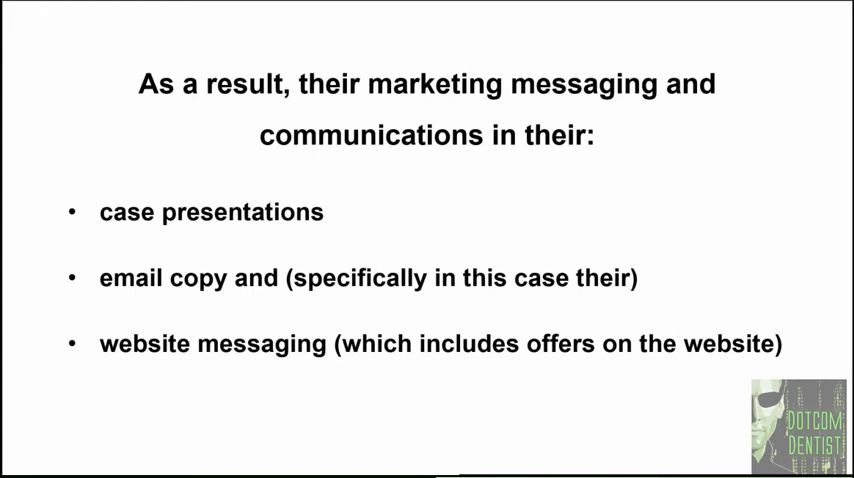 As a result, their marketing messaging and
communications in their:
• case presentations
• email copy and (specifically in this case their)
• website messaging (which includes offers on the website)
DOTCOM
DENTIST